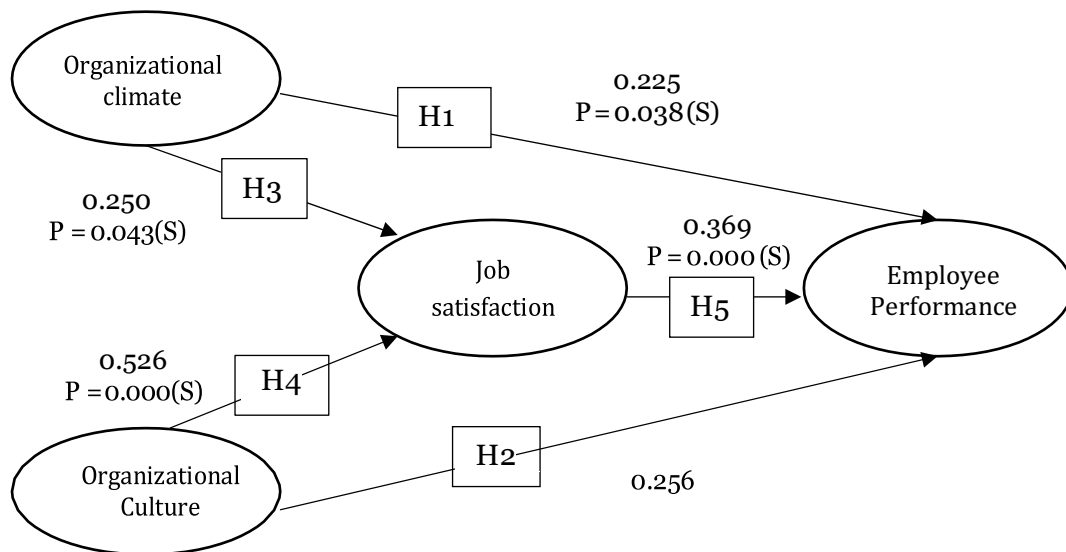 Organizational
climate
0.225
P = 0.038(S)
H1
H3
0.250
P = 0.043(S)
0.369
P = 0.000 (S)
Job
satisfaction
H5
Employee
Performance
0.526
P = 0.000(S)
H4
H2
0.256
Organizational
Culture